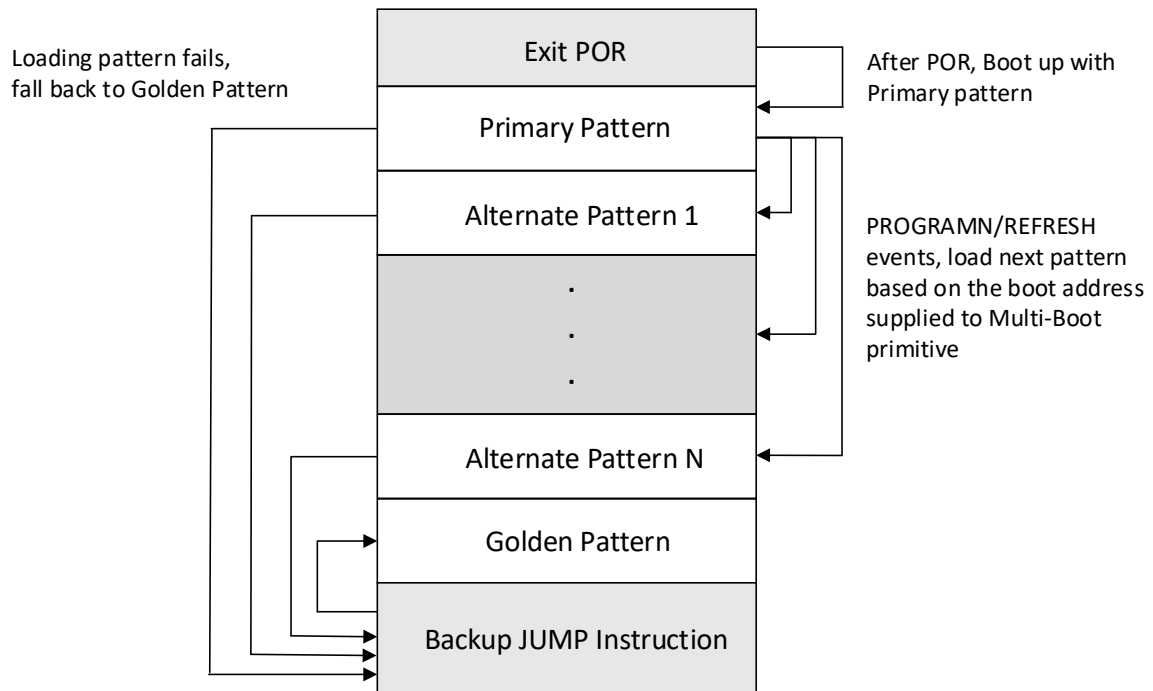 Exit POR
Loading pattern fails,
fall back to Golden Pattern
After POR, Boot up with
Primary pattern
Primary Pattern
Alternate Pattern 1
PROGRAMN/REFRESH
events, load next pattern
based on the boot address
supplied to Multi-Boot
primitive
.
.
.
Alternate Pattern N
Golden Pattern
Backup JUMP Instruction